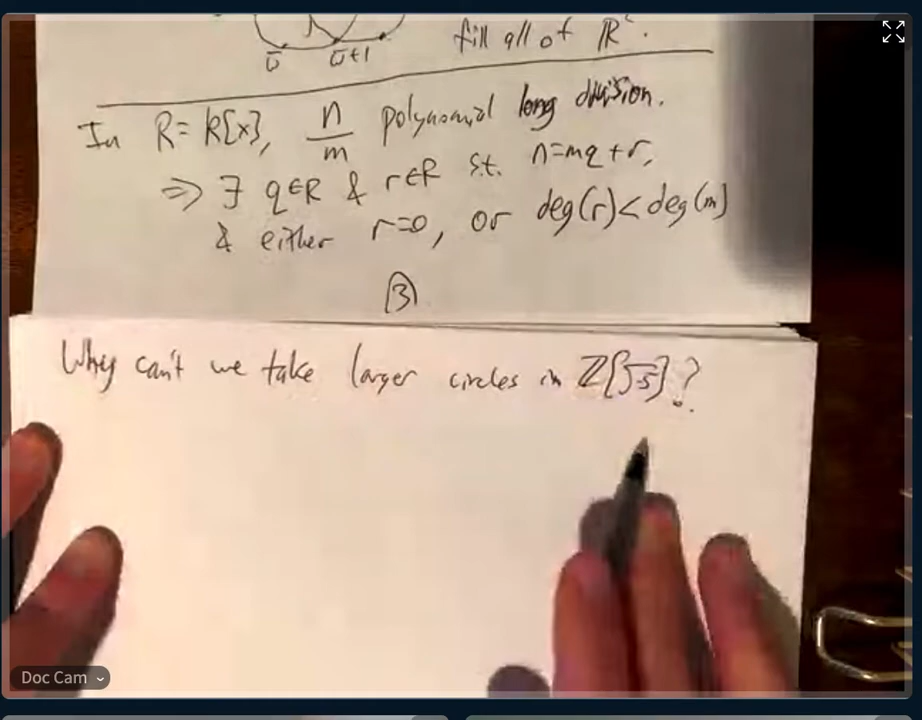 fill all of ℝ².
ω̄ ω̄+1
In R = k[x], n/m polynomial long division.
⇒ ∃ q∈R & r∈R s.t. n=mq+r,
& either r=0, or deg(r)<deg(m)
③
Why can't we take larger circles in ℤ[√-5]?
Doc Cam